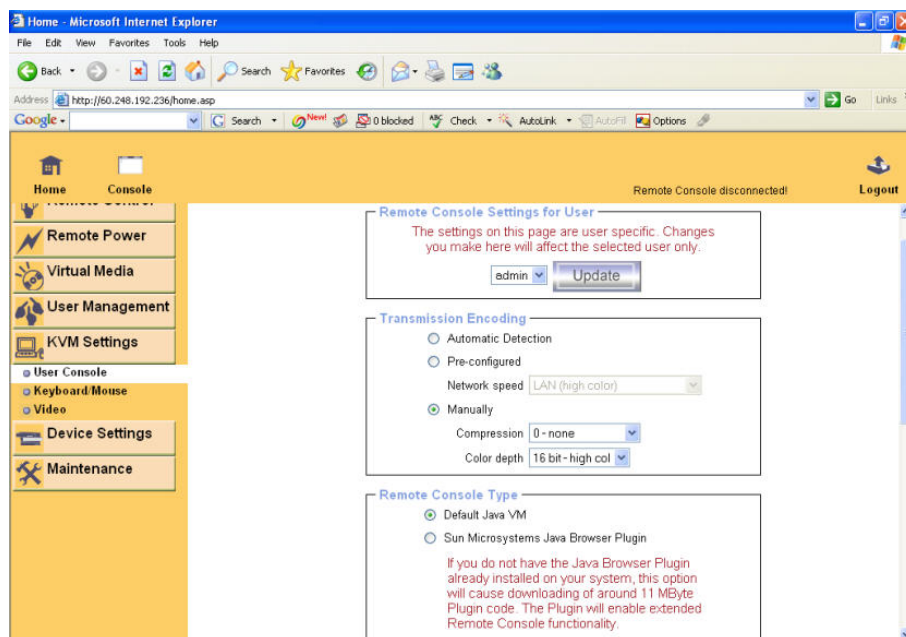 Home - Microsoft Internet Explorer
File Edit View Favorites Tools Help
Back Search Favorites
Address http://60.248.192.236/home.asp Go Links
Google Search New! 0 blocked ABC Check AutoLink AutoFill Options
Home Console Remote Console disconnected! Logout
Remote Control
Remote Power
Virtual Media
User Management
KVM Settings
User Console
Keyboard/Mouse
Video
Device Settings
Maintenance
Remote Console Settings for User
The settings on this page are user specific. Changes
you make here will affect the selected user only.
admin Update
Transmission Encoding
Automatic Detection
Pre-configured
Network speed LAN (high color)
Manually
Compression 0 - none
Color depth 16 bit - high col
Remote Console Type
Default Java VM
Sun Microsystems Java Browser Plugin
If you do not have the Java Browser Plugin
already installed on your system, this option
will cause downloading of around 11 MByte
Plugin code. The Plugin will enable extended
Remote Console functionality.